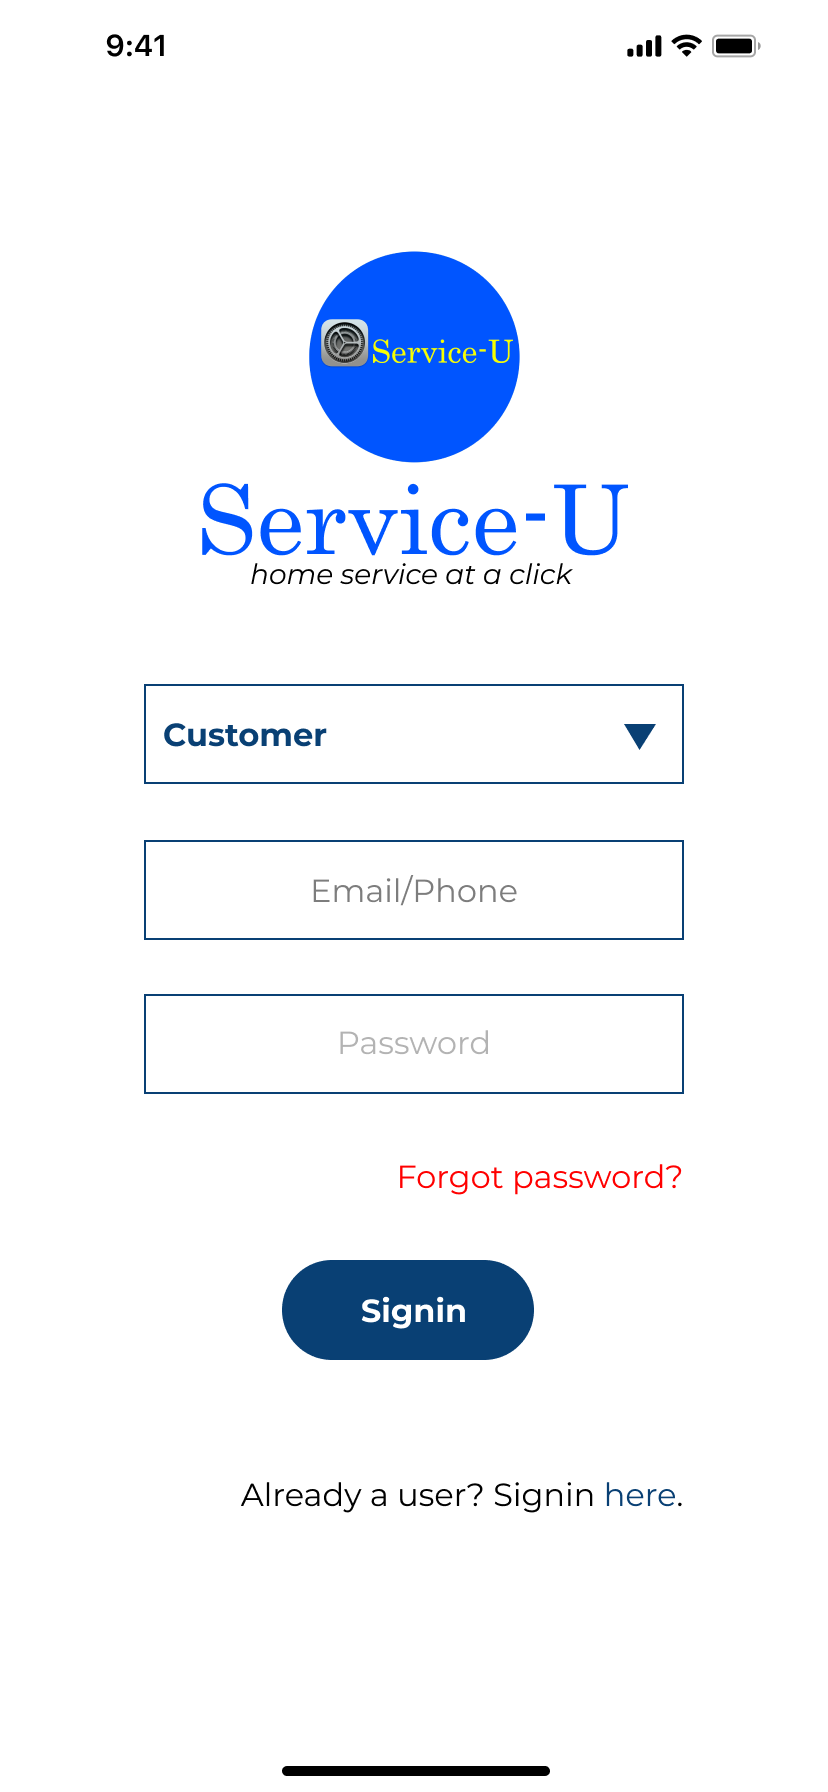 9:41
Service-U
Service-U
home service at a click
Customer
Email/Phone
Password
Forgot password?
Signin
Already a user? Signin here.